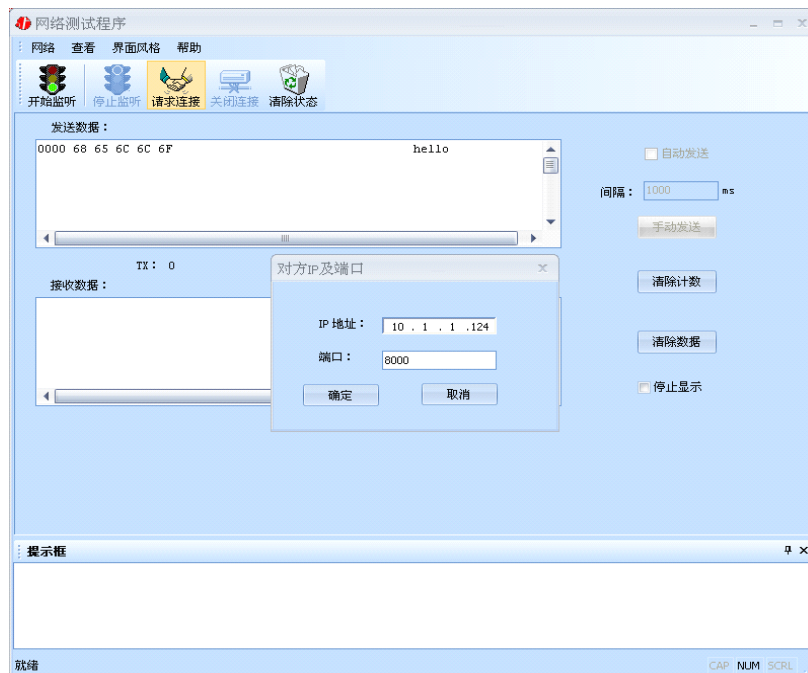 网络测试程序
网络 查看 界面风格 帮助
开始监听 停止监听 请求连接 关闭连接 清除状态
发送数据：
0000 68 65 6C 6C 6F hello
自动发送
间隔： 1000 ms
手动发送
TX： 0
对方IP及端口
接收数据：
清除计数
IP 地址： 10 . 1 . 1 .124
端口： 8000
清除数据
确定 取消
停止显示
提示框
就绪
CAP NUM SCRL